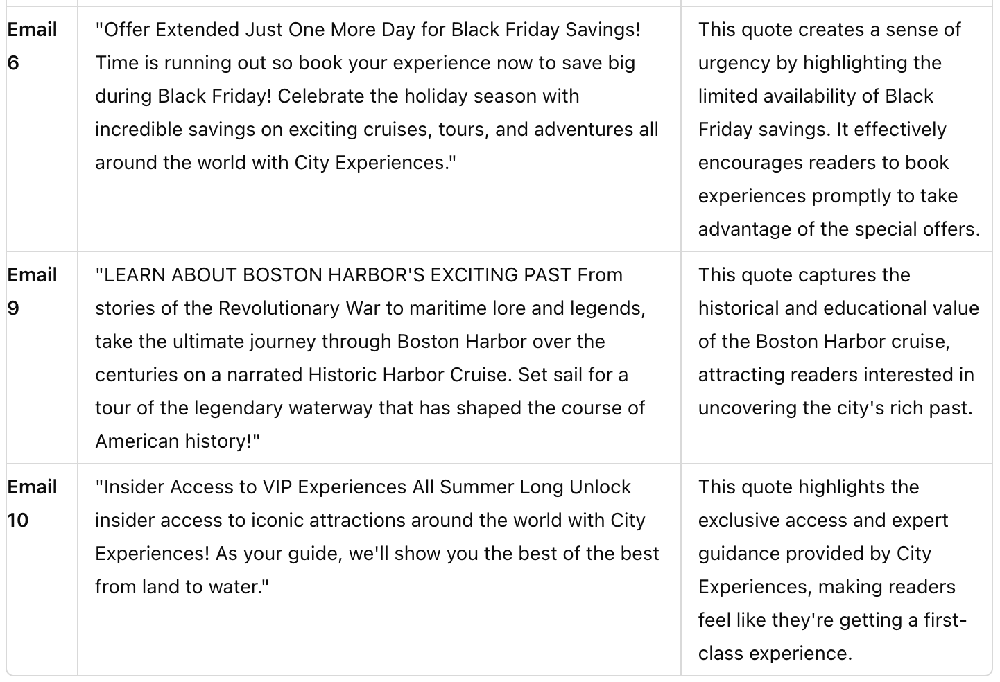 Email
6
"Offer Extended Just One More Day for Black Friday Savings!
Time is running out so book your experience now to save big
during Black Friday! Celebrate the holiday season with
incredible savings on exciting cruises, tours, and adventures all
around the world with City Experiences."
This quote creates a sense of
urgency by highlighting the
limited availability of Black
Friday savings. It effectively
encourages readers to book
experiences promptly to take
advantage of the special offers.
Email
9
"LEARN ABOUT BOSTON HARBOR'S EXCITING PAST From
stories of the Revolutionary War to maritime lore and legends,
take the ultimate journey through Boston Harbor over the
centuries on a narrated Historic Harbor Cruise. Set sail for a
tour of the legendary waterway that has shaped the course of
American history!"
This quote captures the
historical and educational value
of the Boston Harbor cruise,
attracting readers interested in
uncovering the city's rich past.
Email
10
"Insider Access to VIP Experiences All Summer Long Unlock
insider access to iconic attractions around the world with City
Experiences! As your guide, we'll show you the best of the best
from land to water."
This quote highlights the
exclusive access and expert
guidance provided by City
Experiences, making readers
feel like they're getting a first-
class experience.